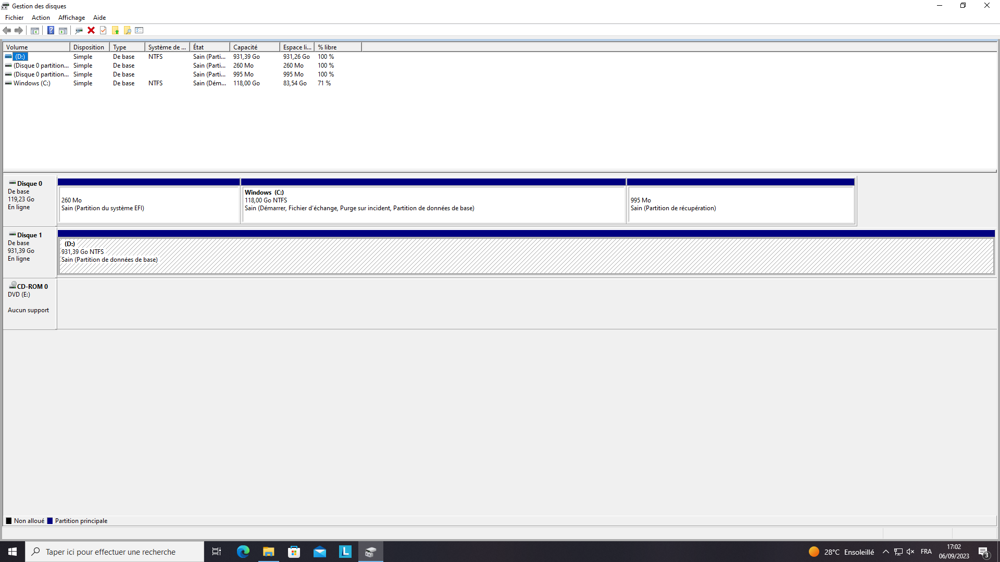 Gestion des disques
Fichier Action Affichage Aide
Volume Disposition Type Système de ... État Capacité Espace li... % libre
(D:) Simple De base NTFS Sain (Parti... 931,39 Go 931,26 Go 100 %
(Disque 0 partition... Simple De base Sain (Parti... 260 Mo 260 Mo 100 %
(Disque 0 partition... Simple De base Sain (Parti... 995 Mo 995 Mo 100 %
Windows (C:) Simple De base NTFS Sain (Dém... 118,00 Go 83,54 Go 71 %
Disque 0
De base
119,23 Go
En ligne
260 Mo
Sain (Partition du système EFI)
Windows (C:)
118,00 Go NTFS
Sain (Démarrer, Fichier d'échange, Purge sur incident, Partition de données de base)
995 Mo
Sain (Partition de récupération)
Disque 1
De base
931,39 Go
En ligne
(D:)
931,39 Go NTFS
Sain (Partition de données de base)
CD-ROM 0
DVD (E:)
Aucun support
Non alloué Partition principale
Taper ici pour effectuer une recherche
L
28°C Ensoleillé
FRA
17:02
06/09/2023
3